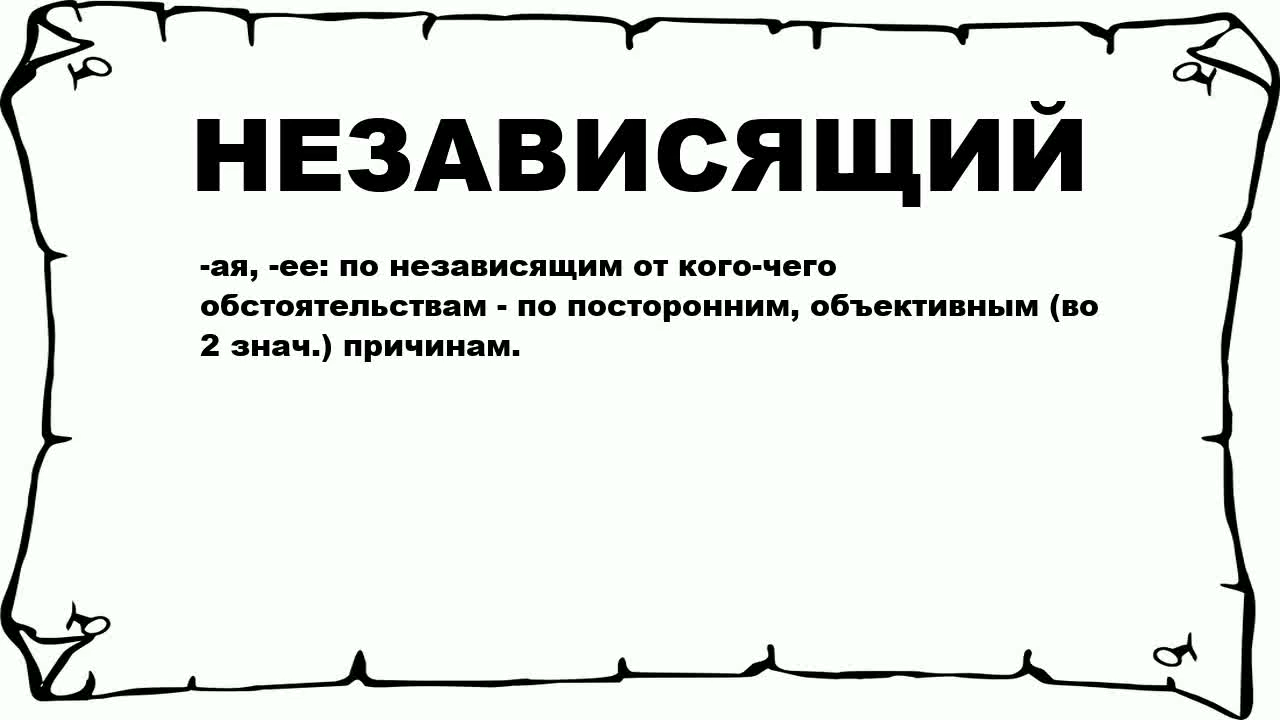 НЕЗАВИСЯЩИЙ
-ая, -ее: по независящим от кого-чего
обстоятельствам - по посторонним, объективным (во
2 знач.) причинам.